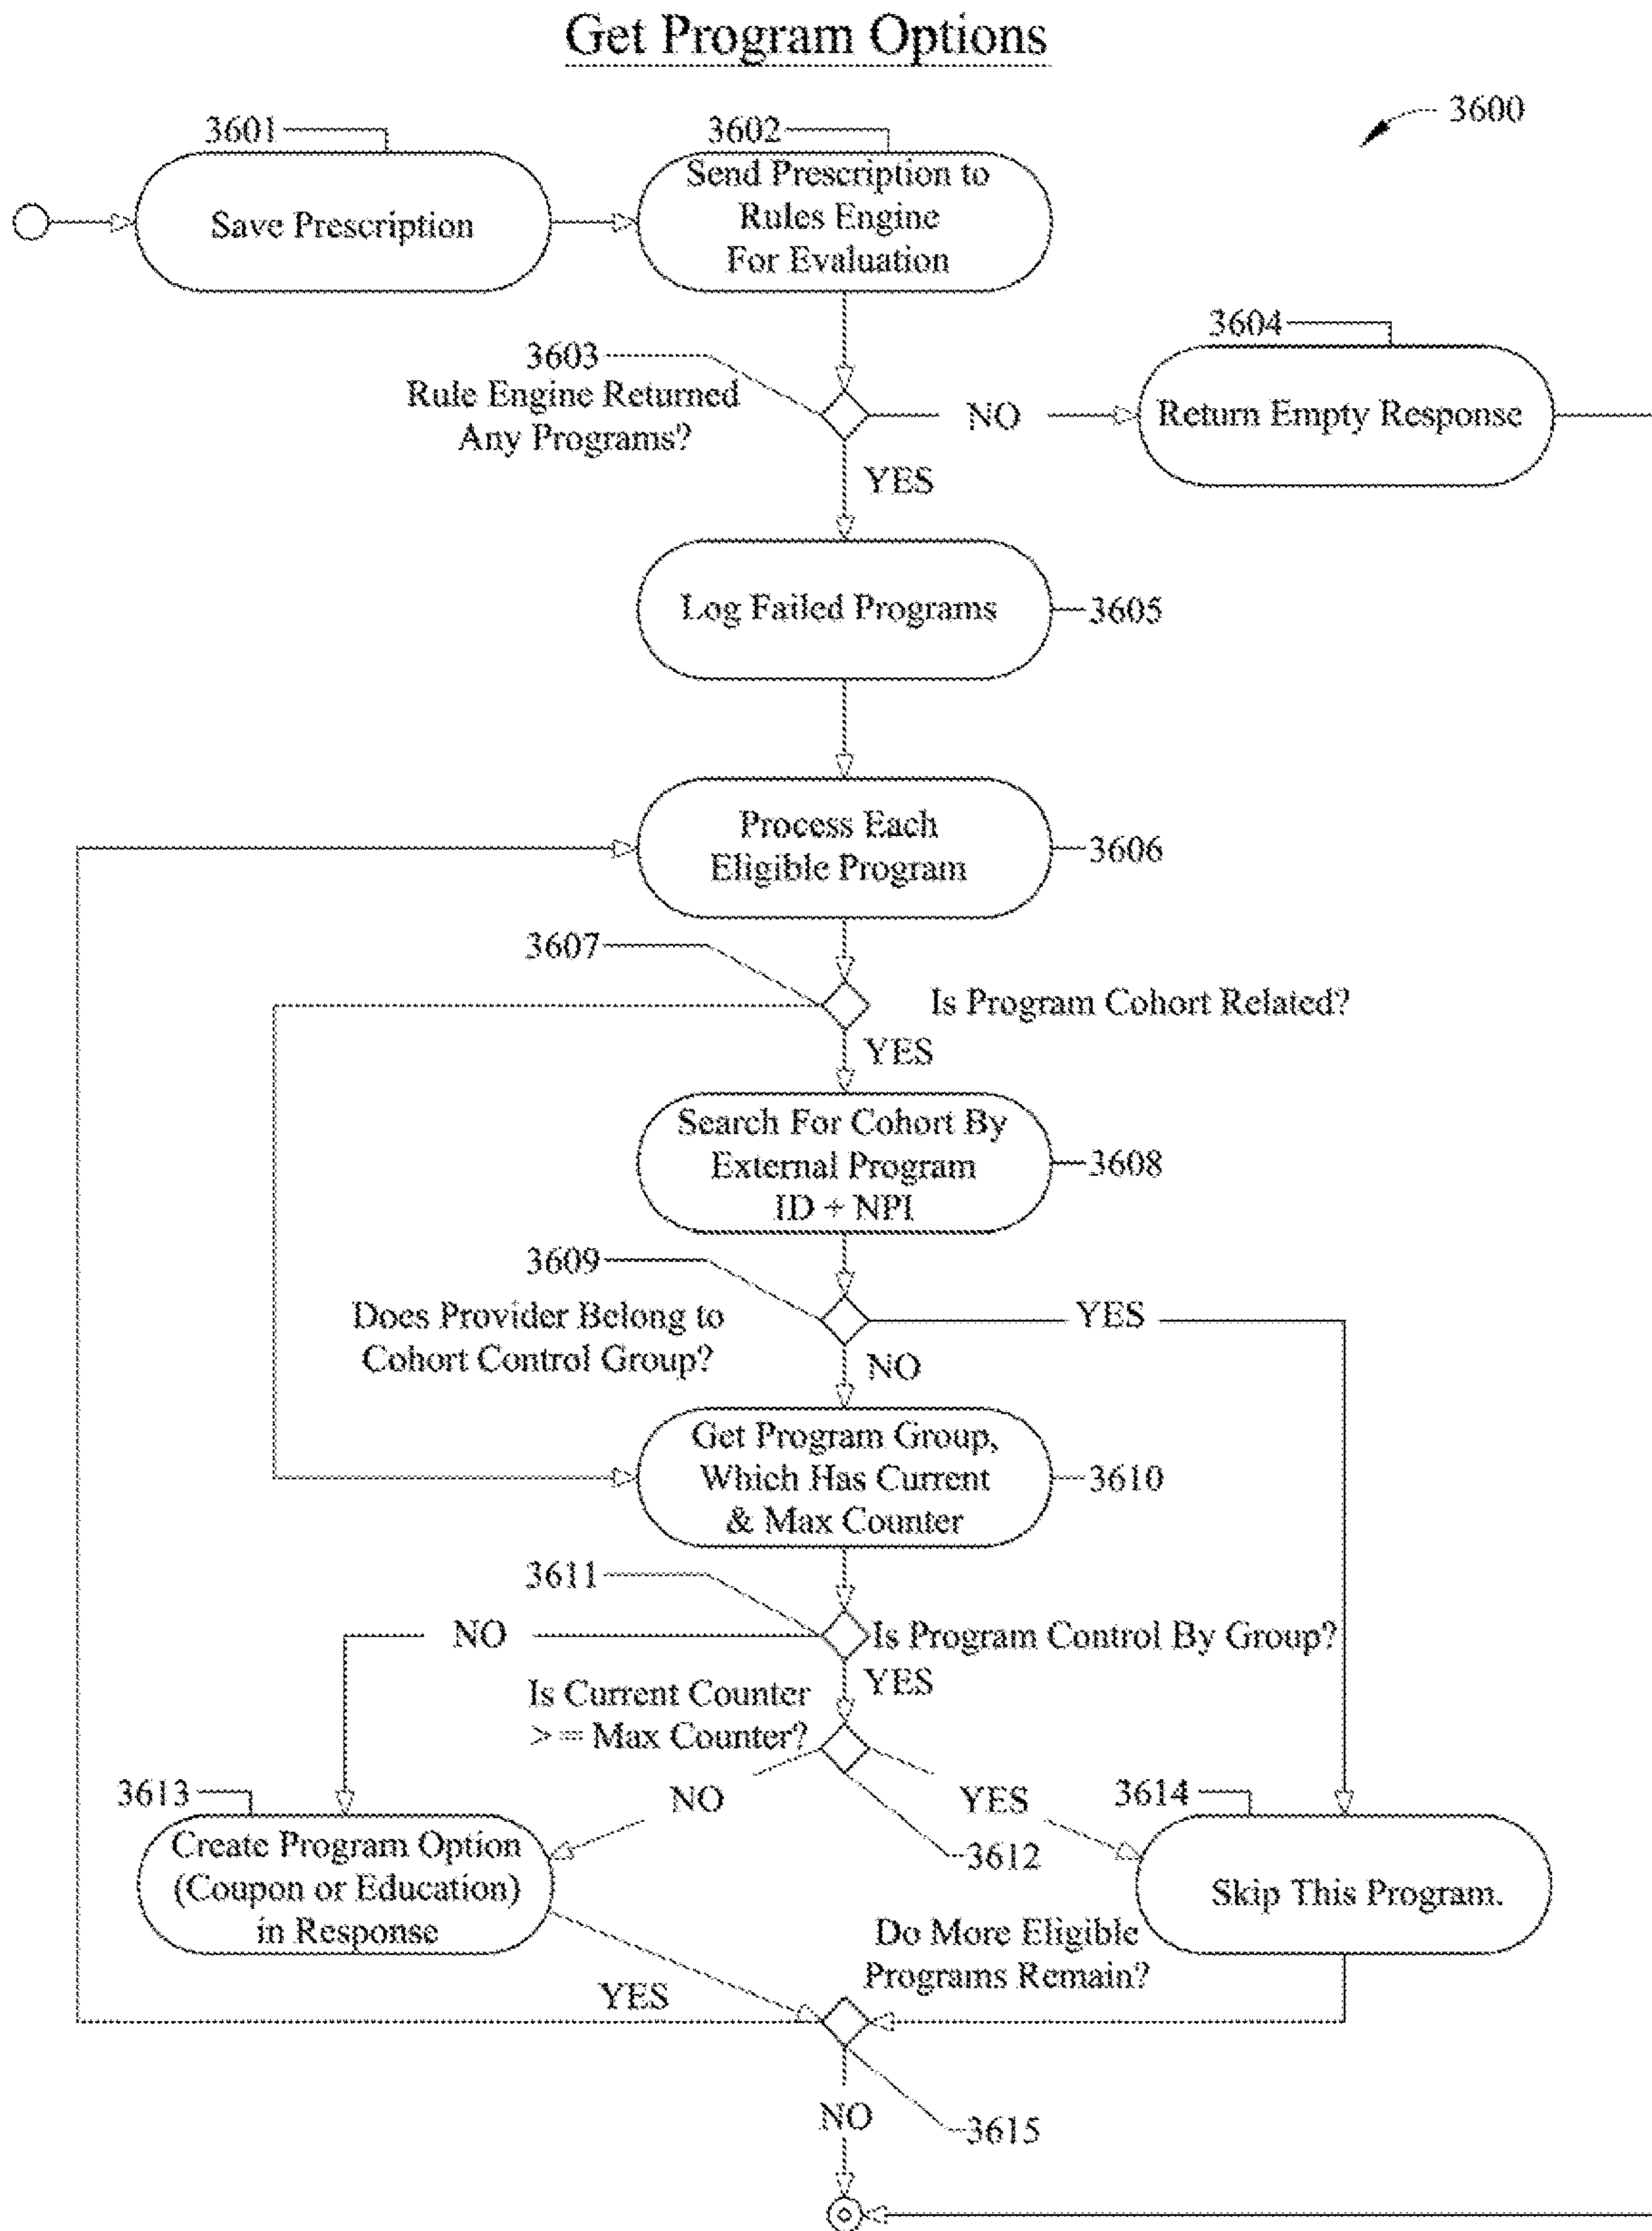 Get Program Options
3600
3601
3602
Save Prescription
Send Prescription to
Rules Engine
For Evaluation
3603
Rule Engine Returned
Any Programs?
NO
3604
Return Empty Response
YES
Log Failed Programs
3605
Process Each
Eligible Program
3606
3607
Is Program Cohort Related?
YES
Search For Cohort By
External Program
ID + NPI
3608
3609
Does Provider Belong to
Cohort Control Group?
YES
NO
Get Program Group,
Which Has Current
& Max Counter
3610
3611
NO
Is Program Control By Group?
YES
Is Current Counter
> = Max Counter?
NO
YES
3612
3613
Create Program Option
(Coupon or Education)
in Response
3614
Skip This Program.
Do More Eligible
Programs Remain?
YES
NO
3615